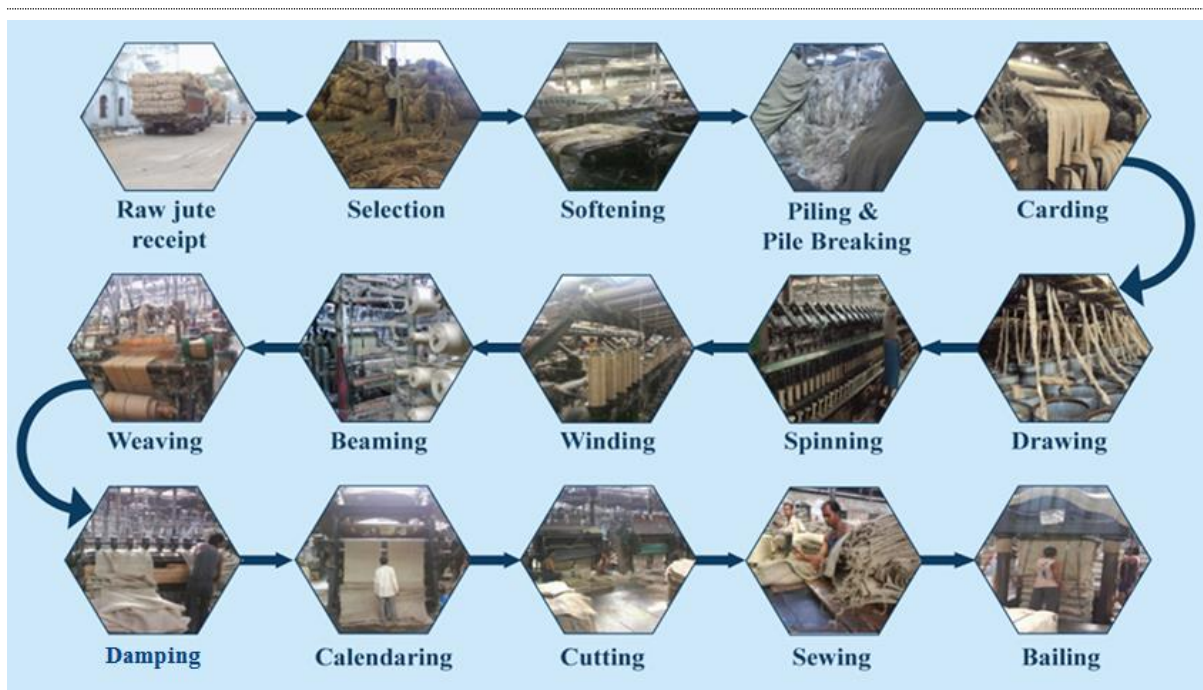 Raw jute
receipt
Selection
Softening
Piling &
Pile Breaking
Carding
Drawing
Spinning
Winding
Beaming
Weaving
Damping
Calendaring
Cutting
Sewing
Bailing